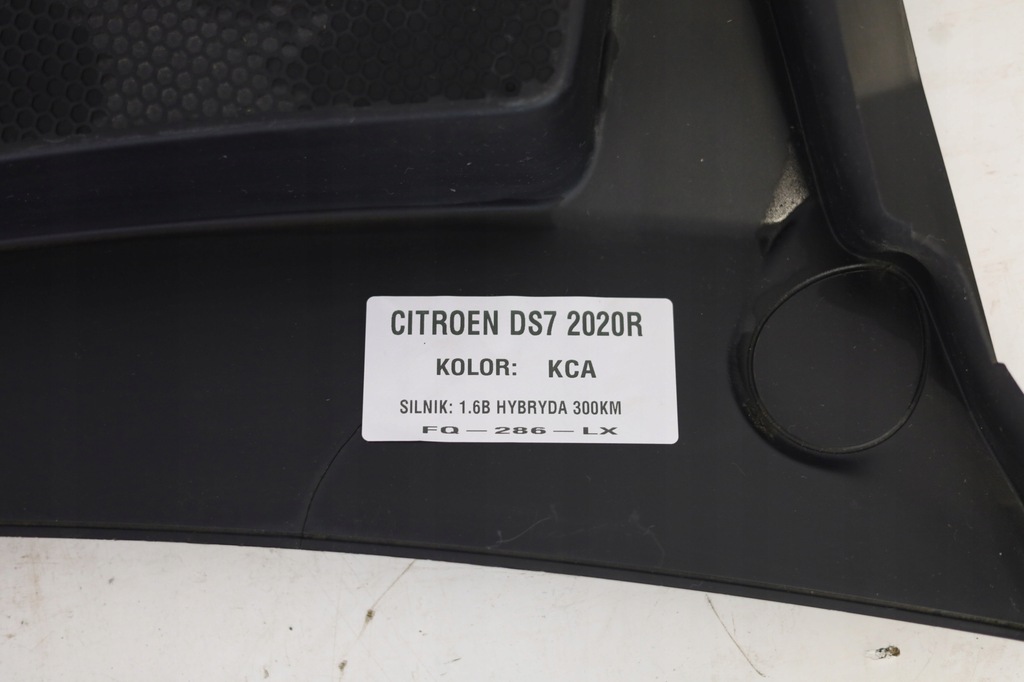 CITROEN DS7 2020R
KOLOR: KCA
SILNIK: 1.6B HYBRYDA 300KM
FQ – 286 – LX